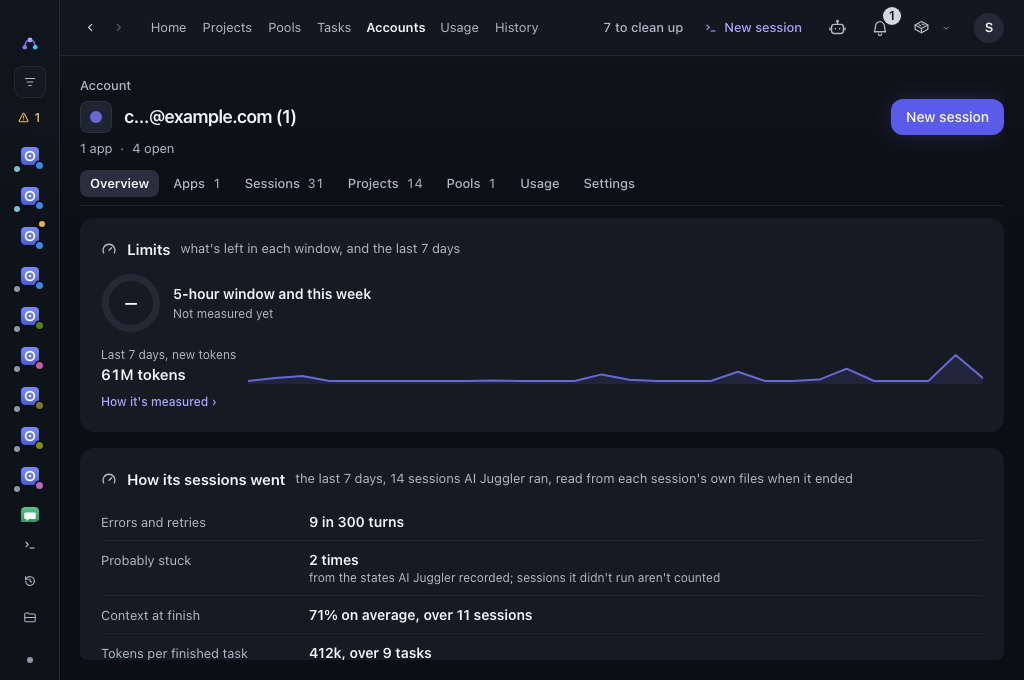 Home Projects Pools Tasks Accounts Usage History 7 to clean up New session 1 S
1
Account
c...@example.com (1)
New session
1 app · 4 open
Overview Apps 1 Sessions 31 Projects 14 Pools 1 Usage Settings
Limits what's left in each window, and the last 7 days
5-hour window and this week
Not measured yet
Last 7 days, new tokens
61M tokens
How it's measured ›
How its sessions went the last 7 days, 14 sessions AI Juggler ran, read from each session's own files when it ended
Errors and retries 9 in 300 turns
Probably stuck 2 times
from the states AI Juggler recorded; sessions it didn't run aren't counted
Context at finish 71% on average, over 11 sessions
Tokens per finished task 412k, over 9 tasks